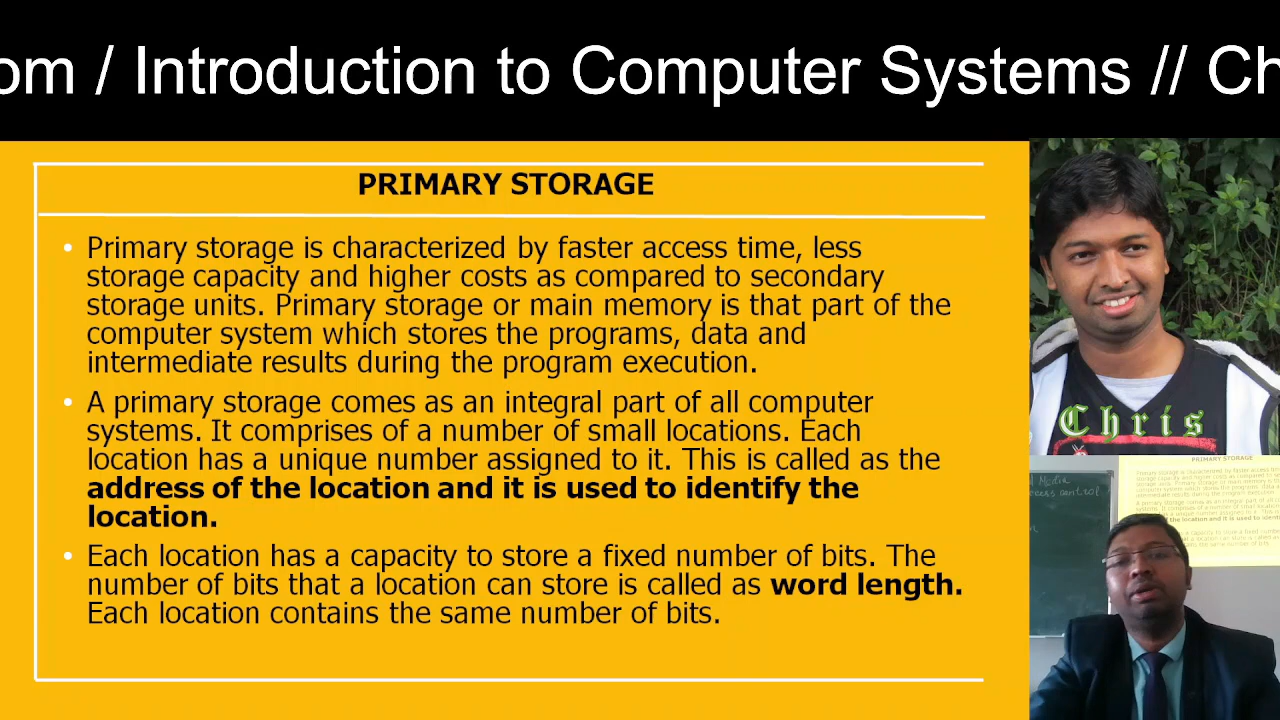 om / Introduction to Computer Systems // Ch
PRIMARY STORAGE
• Primary storage is characterized by faster access time, less
storage capacity and higher costs as compared to secondary
storage units. Primary storage or main memory is that part of the
computer system which stores the programs, data and
intermediate results during the program execution.
• A primary storage comes as an integral part of all computer
systems. It comprises of a number of small locations. Each
location has a unique number assigned to it. This is called as the
address of the location and it is used to identify the
location.
• Each location has a capacity to store a fixed number of bits. The
number of bits that a location can store is called as word length.
Each location contains the same number of bits.
Chris
PRIMARY STORAGE